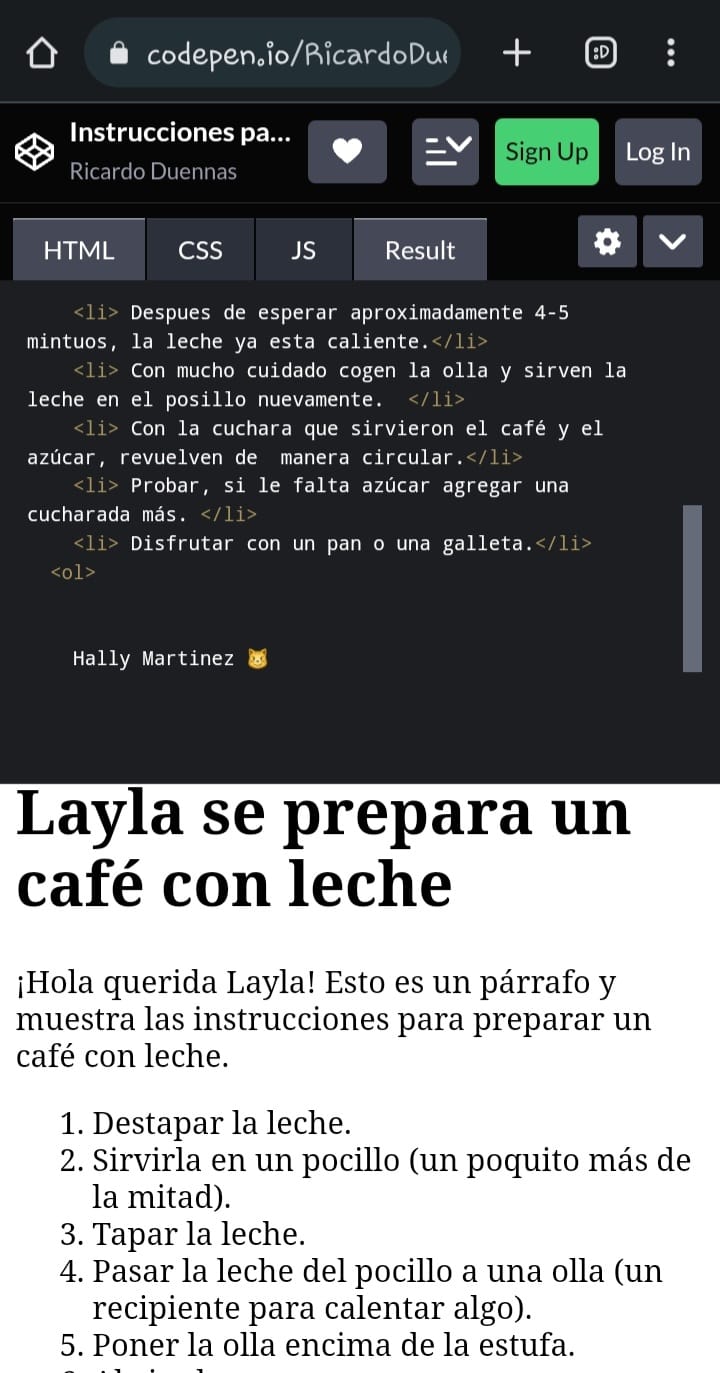 codepen.io/RicardoDue
:D
Instrucciones pa...
Ricardo Duennas
Sign Up
Log In
HTML
CSS
JS
Result
<li> Despues de esperar aproximadamente 4-5
mintuos, la leche ya esta caliente.</li>
<li> Con mucho cuidado cogen la olla y sirven la
leche en el posillo nuevamente.  </li>
<li> Con la cuchara que sirvieron el café y el
azúcar, revuelven de  manera circular.</li>
<li> Probar, si le falta azúcar agregar una
cucharada más. </li>
<li> Disfrutar con un pan o una galleta.</li>
<ol>
Hally Martinez 🐱
Layla se prepara un
café con leche
¡Hola querida Layla! Esto es un párrafo y
muestra las instrucciones para preparar un
café con leche.
1. Destapar la leche.
2. Sirvirla en un pocillo (un poquito más de
la mitad).
3. Tapar la leche.
4. Pasar la leche del pocillo a una olla (un
recipiente para calentar algo).
5. Poner la olla encima de la estufa.